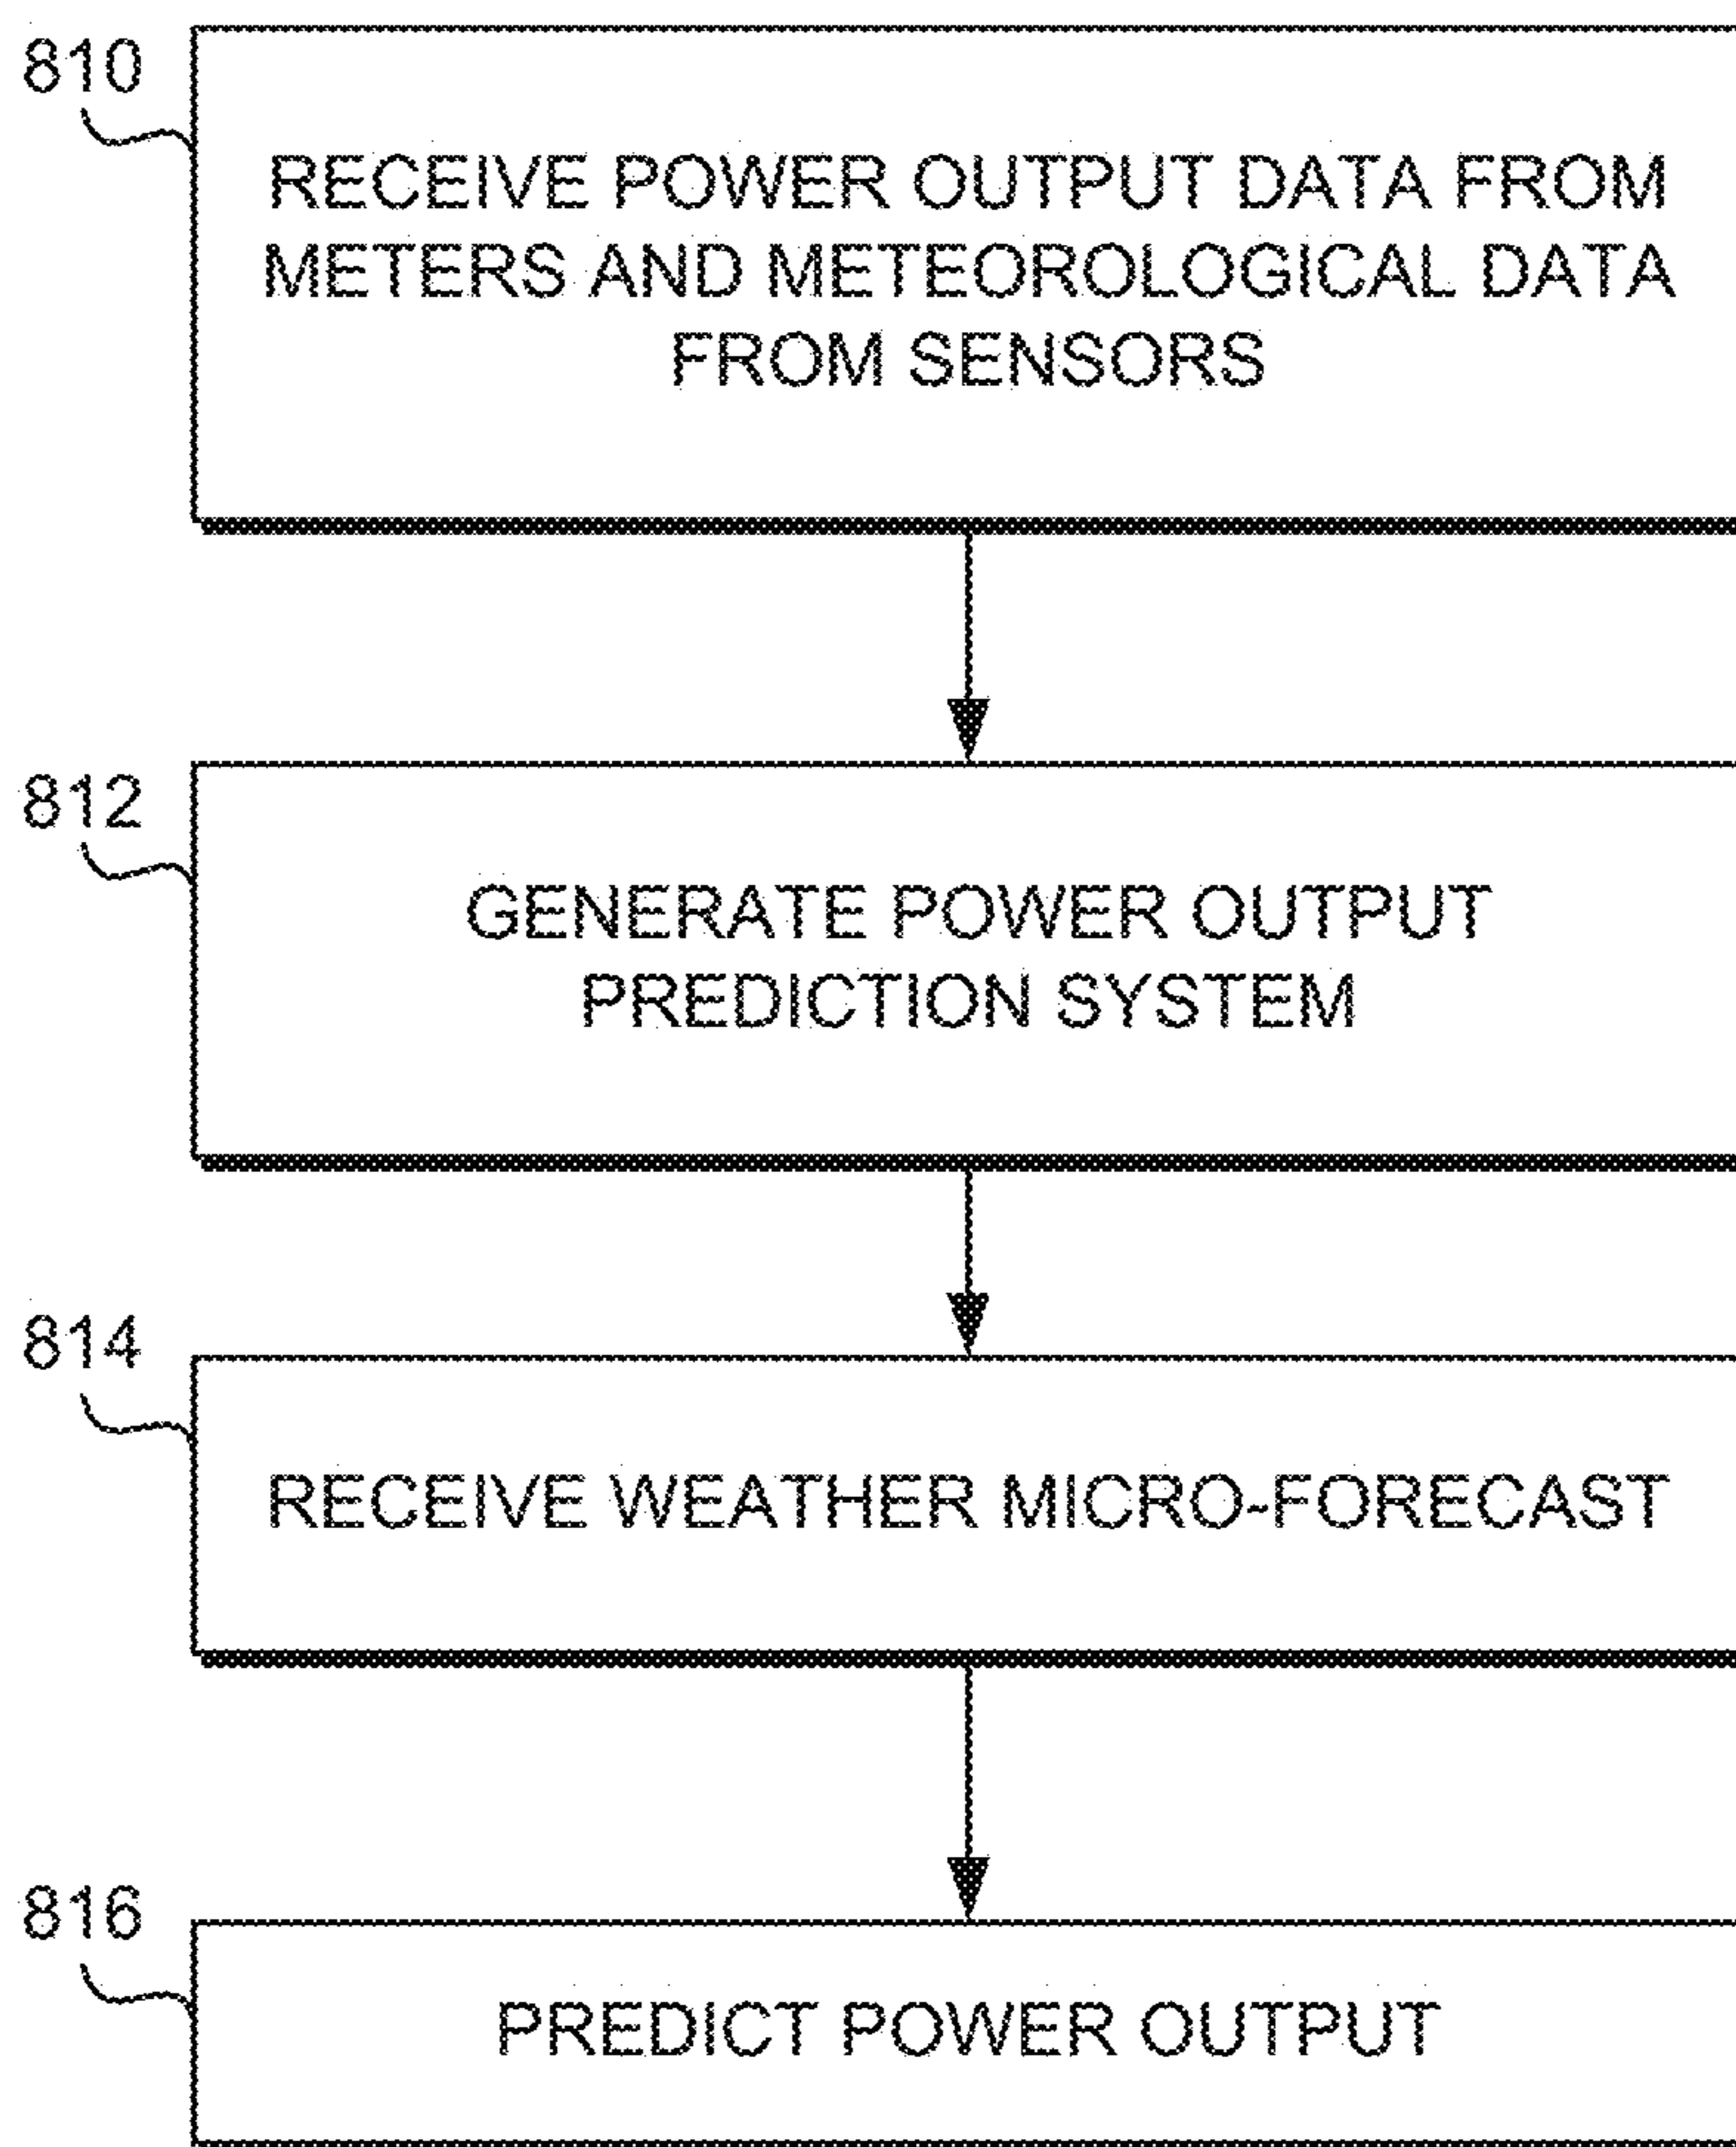 810
RECEIVE POWER OUTPUT DATA FROM
METERS AND METEOROLOGICAL DATA
FROM SENSORS
812
GENERATE POWER OUTPUT
PREDICTION SYSTEM
814
RECEIVE WEATHER MICRO-FORECAST
816
PREDICT POWER OUTPUT